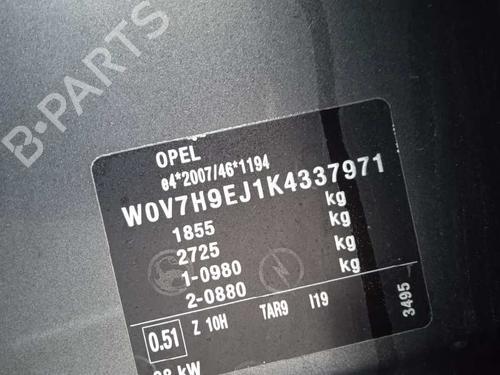 B-PARTS
OPEL
e4*2007/46*1194
W0V7H9EJ1K4337971
1855 kg
2725 kg
1-0980 kg
2-0880 kg
0.51 Z 10H TAR9 I19
3495
kW